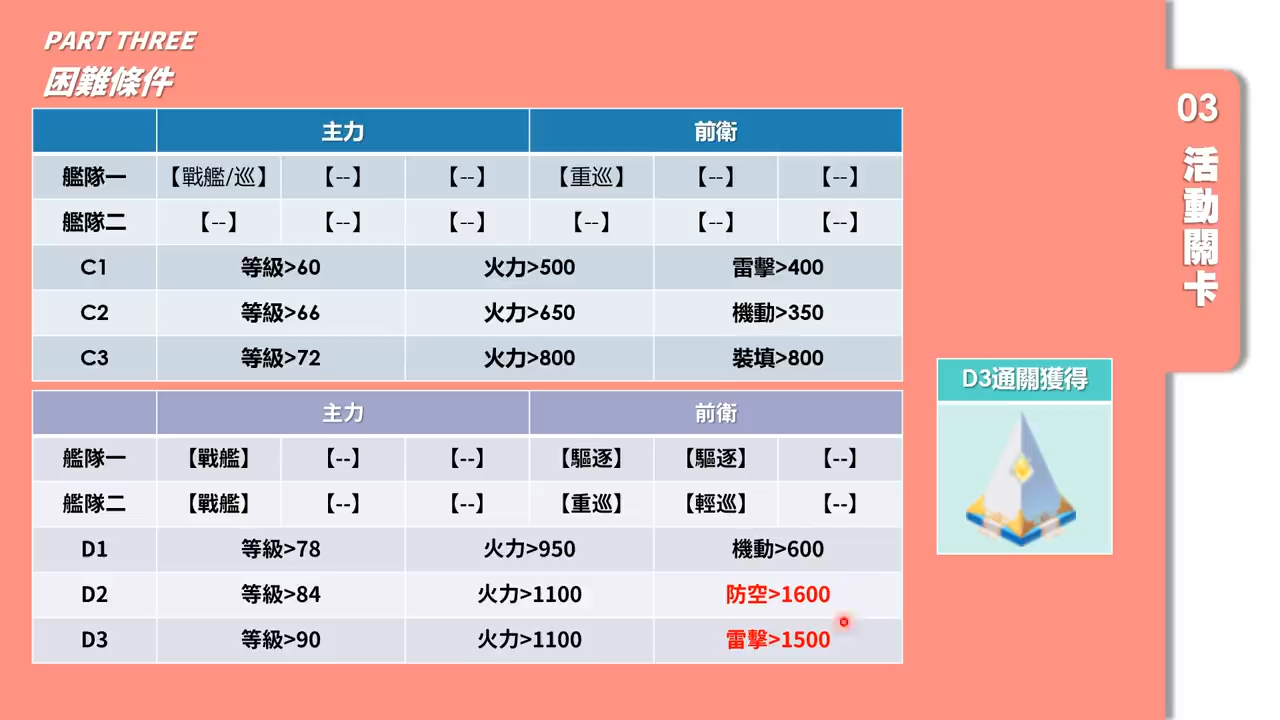 PART THREE
困難條件
主力 前衛
艦隊一 【戰艦/巡】 【--】 【--】 【重巡】 【--】 【--】
艦隊二 【--】 【--】 【--】 【--】 【--】 【--】
C1 等級>60 火力>500 雷擊>400
C2 等級>66 火力>650 機動>350
C3 等級>72 火力>800 裝填>800
主力 前衛
艦隊一 【戰艦】 【--】 【--】 【驅逐】 【驅逐】 【--】
艦隊二 【戰艦】 【--】 【--】 【重巡】 【輕巡】 【--】
D1 等級>78 火力>950 機動>600
D2 等級>84 火力>1100 防空>1600
D3 等級>90 火力>1100 雷擊>1500
D3通關獲得
03
活動關卡